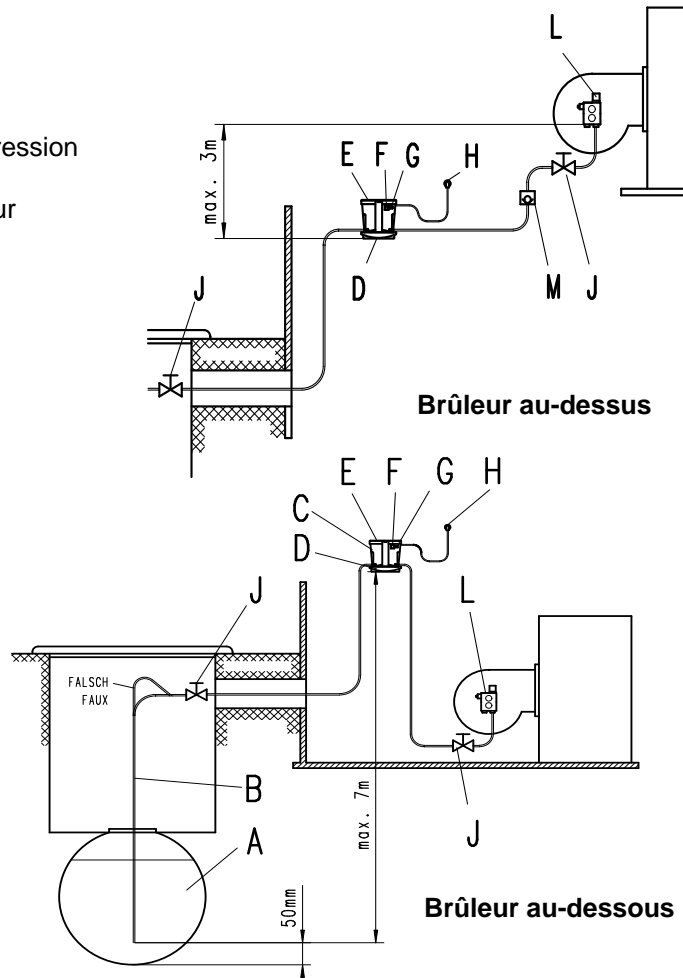 L
ression
ur
max. 3m
E F G H
D
M J
J
Brûleur au-dessus
E F G H
C
D
J
L
FALSCH
FAUX
B
max. 7m
J
A
50mm
Brûleur au-dessous